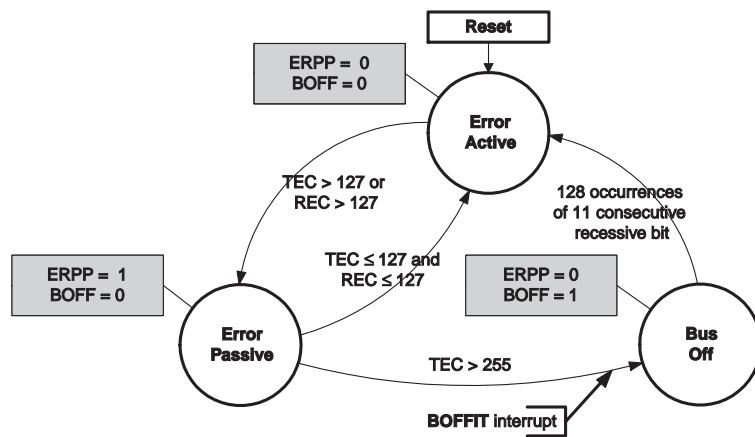 Reset
ERPP = 0
BOFF = 0
Error
Active
TEC > 127 or
REC > 127
128 occurrences
of 11 consecutive
recessive bit
TEC ≤ 127 and
REC ≤ 127
ERPP = 1
BOFF = 0
ERPP = 0
BOFF = 1
Error
Passive
Bus
Off
TEC > 255
BOFFIT interrupt